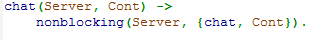 chat(Server, Cont) ->
nonblocking(Server, {chat, Cont}).